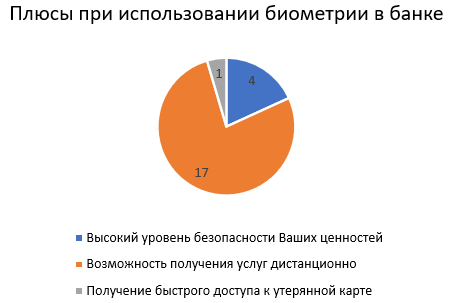 Плюсы при использовании биометрии в банке
1
4
17
Высокий уровень безопасности Ваших ценностей
Возможность получения услуг дистанционно
Получение быстрого доступа к утерянной карте